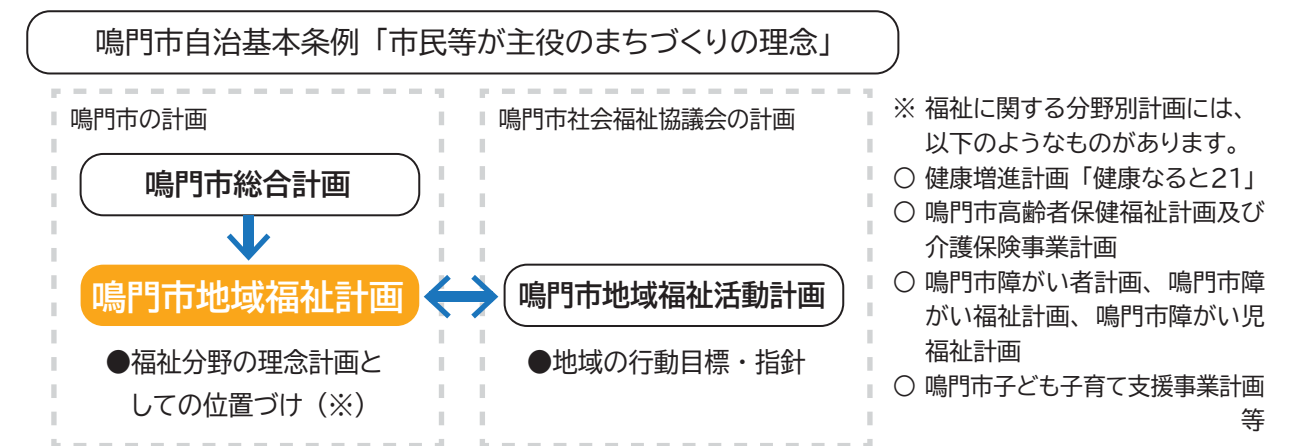 鳴門市自治基本条例「市民等が主役のまちづくりの理念」
鳴門市の計画
鳴門市総合計画
鳴門市地域福祉計画
●福祉分野の理念計画と
しての位置づけ（※）
鳴門市社会福祉協議会の計画
鳴門市地域福祉活動計画
●地域の行動目標・指針
※ 福祉に関する分野別計画には、
以下のようなものがあります。
○ 健康増進計画「健康なると21」
○ 鳴門市高齢者保健福祉計画及び
介護保険事業計画
○ 鳴門市障がい者計画、鳴門市障
がい福祉計画、鳴門市障がい児
福祉計画
○ 鳴門市子ども子育て支援事業計画
等